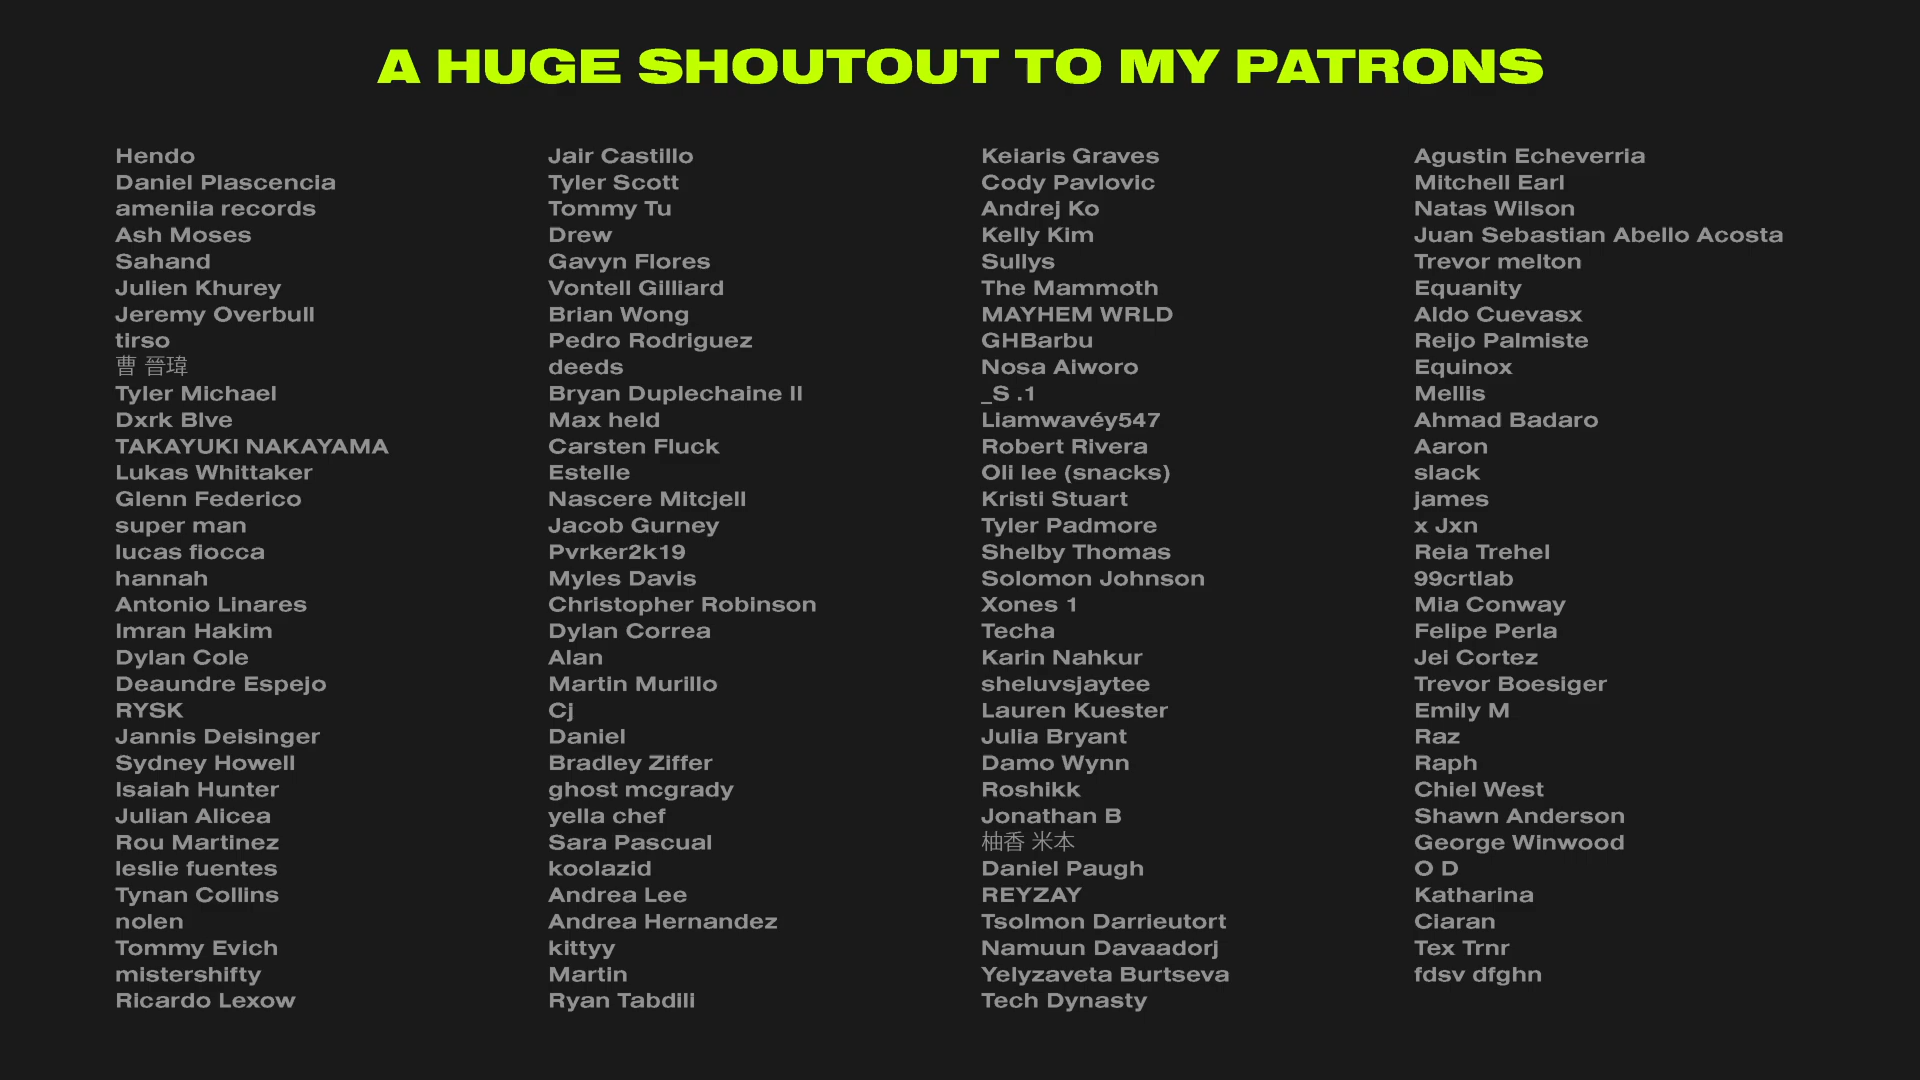 A HUGE SHOUTOUT TO MY PATRONS
Hendo
Daniel Plascencia
ameniia records
Ash Moses
Sahand
Julien Khurey
Jeremy Overbull
tirso
曹 晉瑋
Tyler Michael
Dxrk Blve
TAKAYUKI NAKAYAMA
Lukas Whittaker
Glenn Federico
super man
lucas fiocca
hannah
Antonio Linares
Imran Hakim
Dylan Cole
Deaundre Espejo
RYSK
Jannis Deisinger
Sydney Howell
Isaiah Hunter
Julian Alicea
Rou Martinez
leslie fuentes
Tynan Collins
nolen
Tommy Evich
mistershifty
Ricardo Lexow
Jair Castillo
Tyler Scott
Tommy Tu
Drew
Gavyn Flores
Vontell Gilliard
Brian Wong
Pedro Rodriguez
deeds
Bryan Duplechaine II
Max held
Carsten Fluck
Estelle
Nascere Mitcjell
Jacob Gurney
Pvrker2k19
Myles Davis
Christopher Robinson
Dylan Correa
Alan
Martin Murillo
Cj
Daniel
Bradley Ziffer
ghost mcgrady
yella chef
Sara Pascual
koolazid
Andrea Lee
Andrea Hernandez
kittyy
Martin
Ryan Tabdili
Keiaris Graves
Cody Pavlovic
Andrej Ko
Kelly Kim
Sullys
The Mammoth
MAYHEM WRLD
GHBarbu
Nosa Aiworo
_S .1
Liamwavéy547
Robert Rivera
Oli lee (snacks)
Kristi Stuart
Tyler Padmore
Shelby Thomas
Solomon Johnson
Xones 1
Techa
Karin Nahkur
sheluvsjaytee
Lauren Kuester
Julia Bryant
Damo Wynn
Roshikk
Jonathan B
柚香 米本
Daniel Paugh
REYZAY
Tsolmon Darrieutort
Namuun Davaadorj
Yelyzaveta Burtseva
Tech Dynasty
Agustin Echeverria
Mitchell Earl
Natas Wilson
Juan Sebastian Abello Acosta
Trevor melton
Equanity
Aldo Cuevasx
Reijo Palmiste
Equinox
Mellis
Ahmad Badaro
Aaron
slack
james
x Jxn
Reia Trehel
99crtlab
Mia Conway
Felipe Perla
Jei Cortez
Trevor Boesiger
Emily M
Raz
Raph
Chiel West
Shawn Anderson
George Winwood
O D
Katharina
Ciaran
Tex Trnr
fdsv dfghn